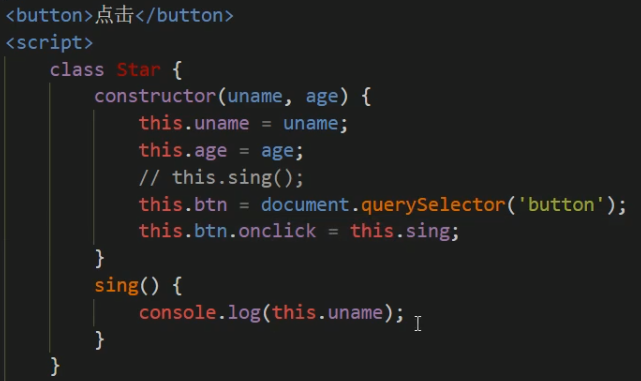 <button>点击</button>
<script>
class Star {
constructor(uname, age) {
this.uname = uname;
this.age = age;
// this.sing();
this.btn = document.querySelector('button');
this.btn.onclick = this.sing;
}
sing() {
console.log(this.uname);
}
}